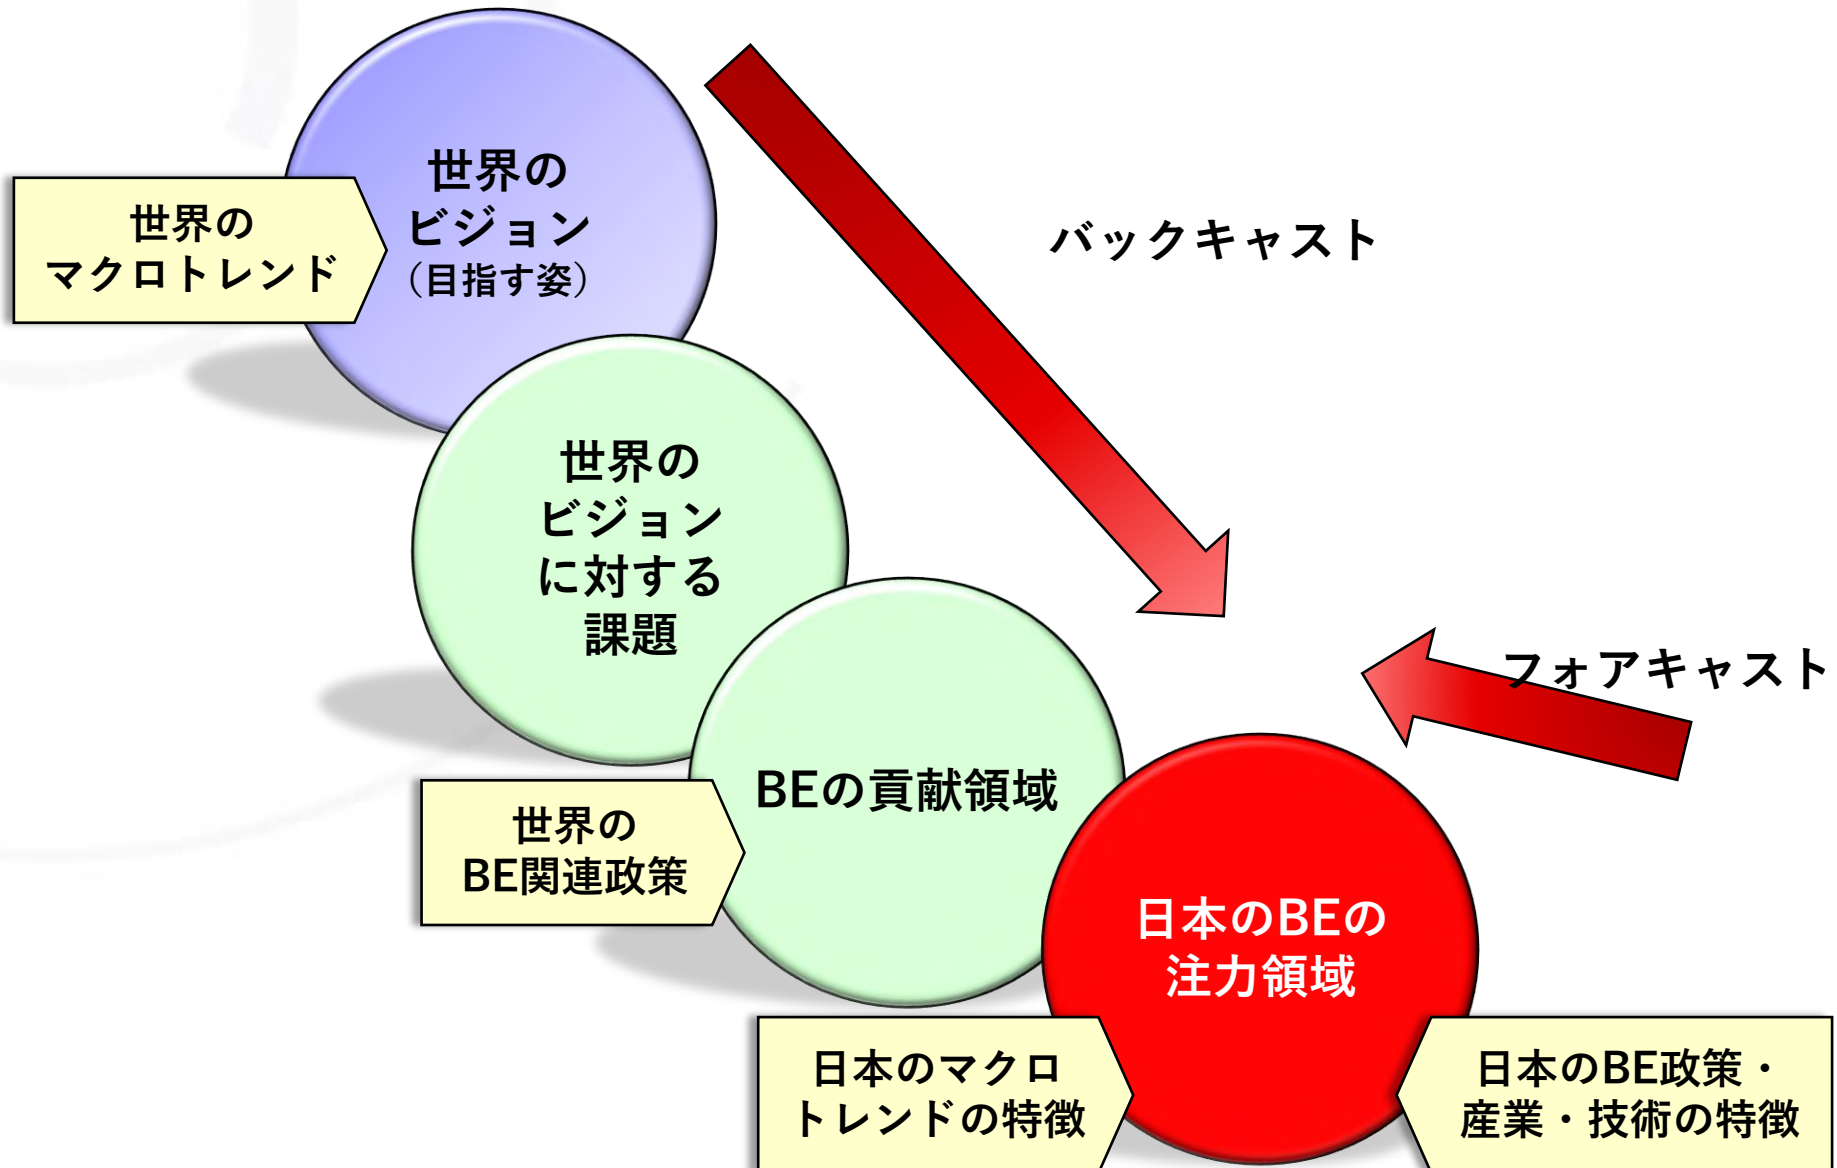 世界の
ビジョン
（目指す姿）
世界の
マクロトレンド
バックキャスト
世界の
ビジョン
に対する
課題
フォアキャスト
BEの貢献領域
世界の
BE関連政策
日本のBEの
注力領域
日本のマクロ
トレンドの特徴
日本のBE政策・
産業・技術の特徴